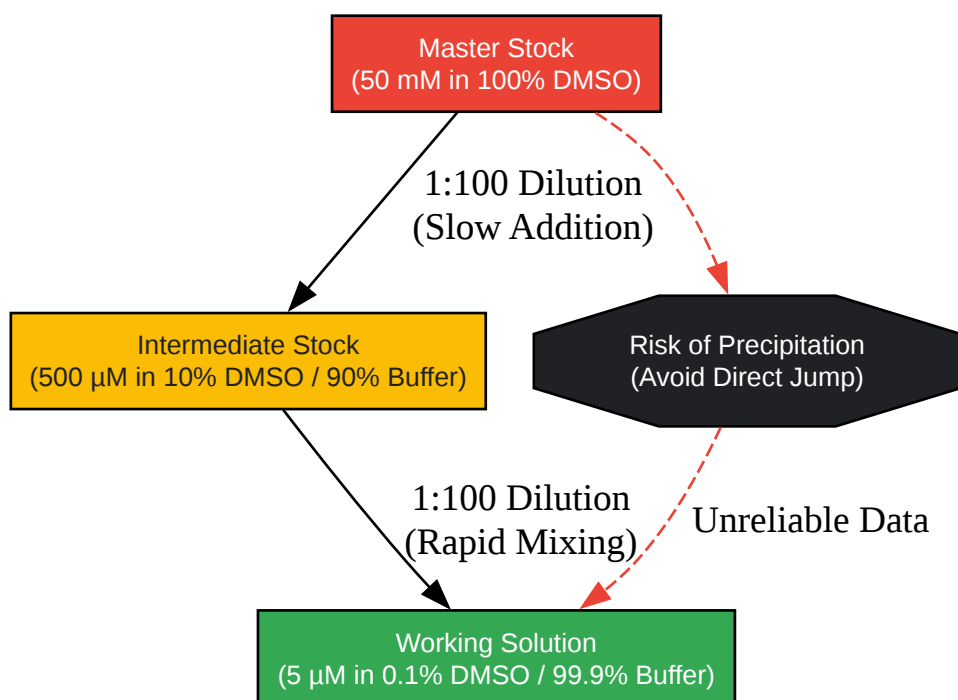 Master Stock
(50 mM in 100% DMSO)
1:100 Dilution
(Slow Addition)
Intermediate Stock
(500 µM in 10% DMSO / 90% Buffer)
Risk of Precipitation
(Avoid Direct Jump)
1:100 Dilution
(Rapid Mixing)
Unreliable Data
Working Solution
(5 µM in 0.1% DMSO / 99.9% Buffer)